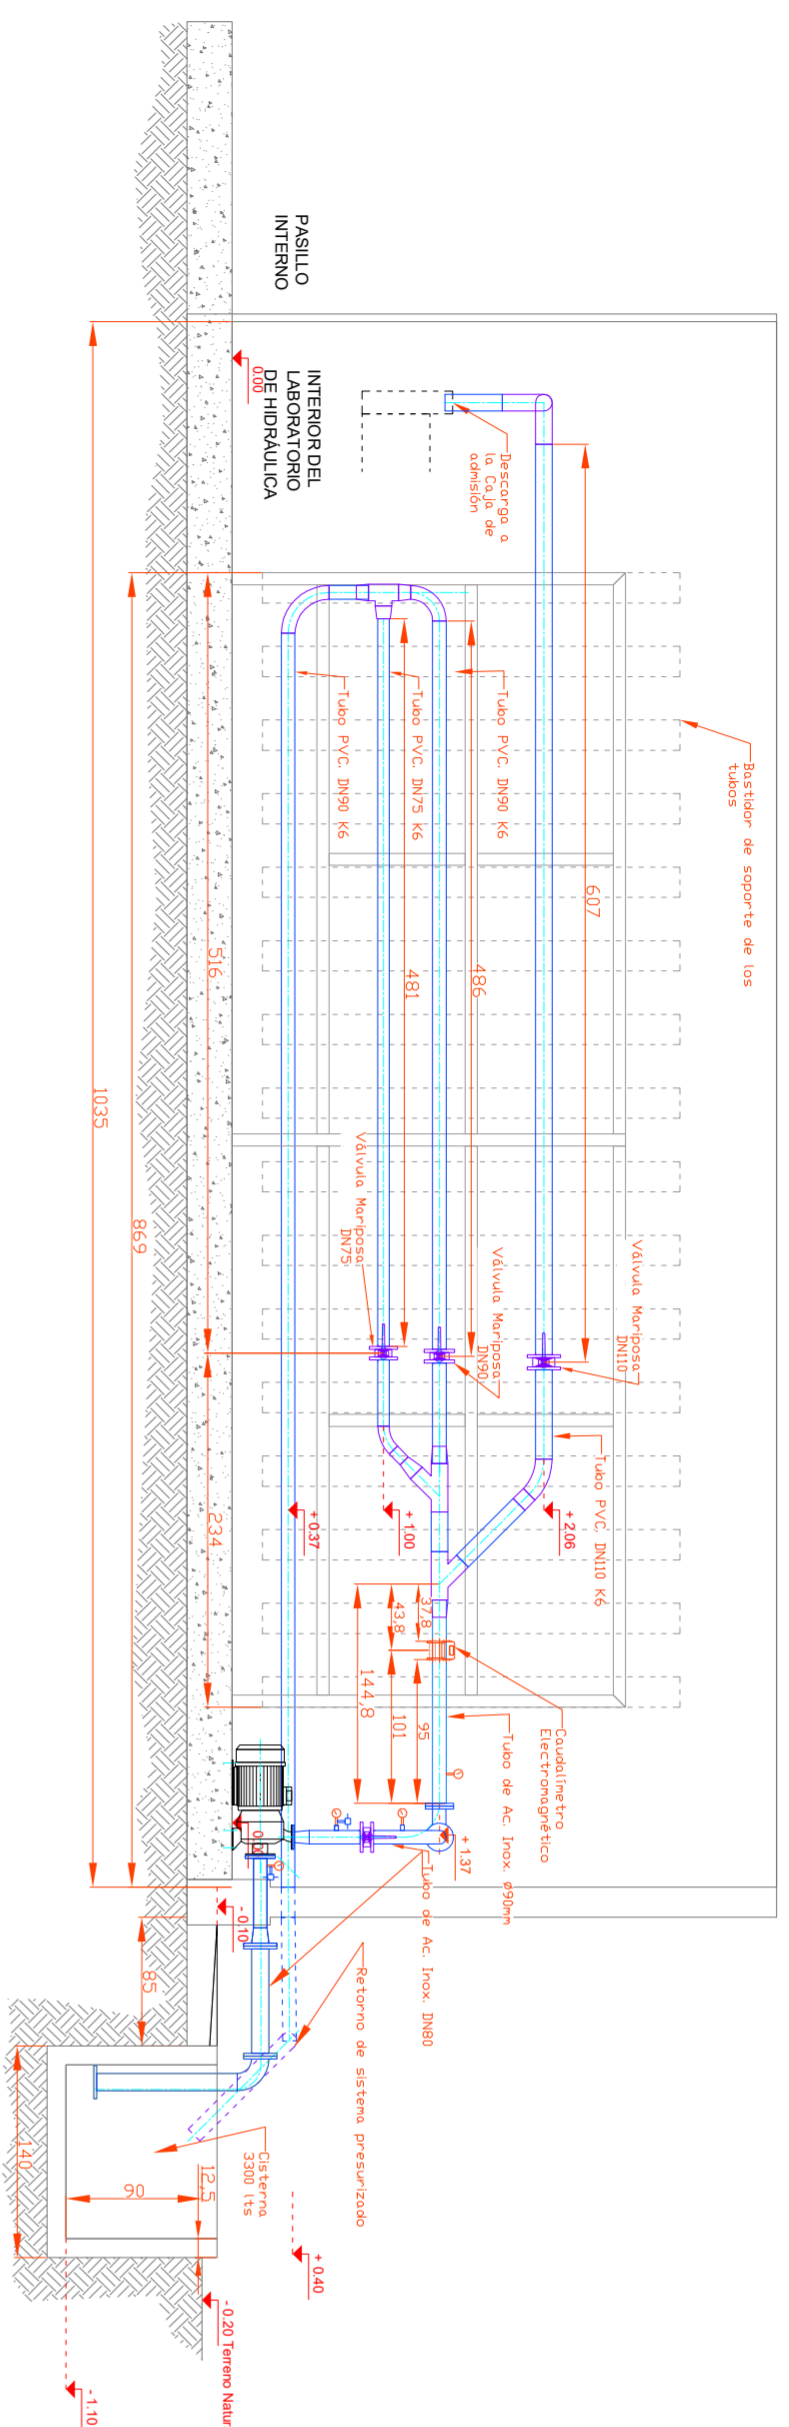 PASILLO
INTERNO
INTERIOR DEL
LABORATORIO
DE HIDRÁULICA
0.00
Descarga a
la Caja de
admisión
Bastidor de soporte de los
tubos
607
486
481
516
1035
869
234
Tubo PVC. DN90 K6
Tubo PVC. DN75 K6
Tubo PVC. DN90 K6
Válvula Mariposa
DN75
Válvula Mariposa
DN90
Válvula Mariposa
DN110
Tubo PVC. DN110 K6
+ 2.06
+ 1.00
+ 0.37
37,8
43,8
144,8
101
95
Caudalímetro
Electromagnético
Tubo de Ac. Inox. Ø90mm
+ 1.37
Tubo de Ac. Inox. DN80
Retorno de sistema presurizado
- 0.10
85
Cisterna
3300 lts
140
90
12,5
+ 0.40
- 0.20 Terreno Natur
- 1.10